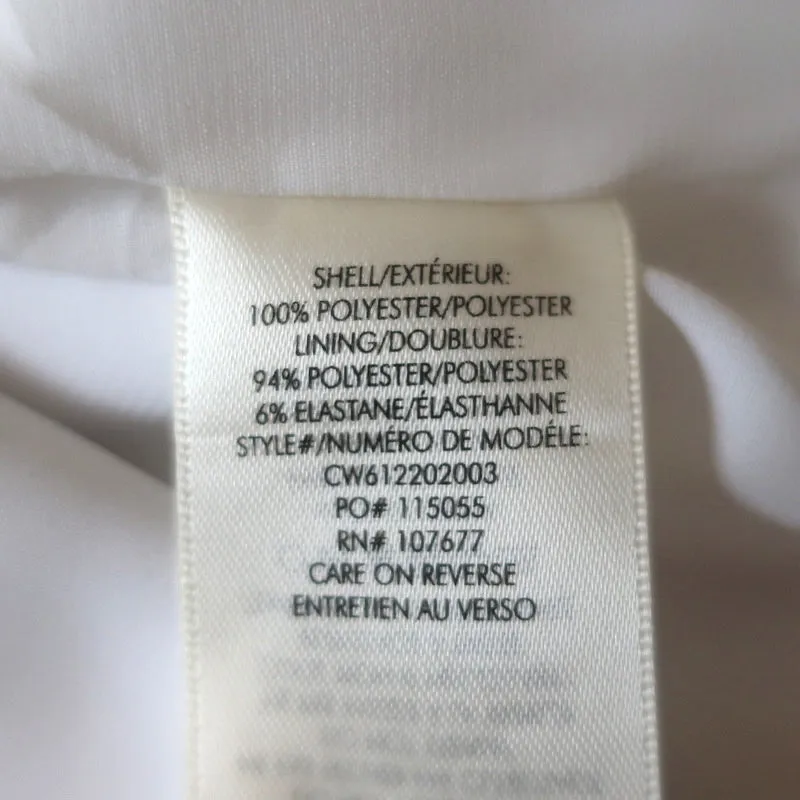 SHELL/EXTÉRIEUR:
100% POLYESTER/POLYESTER
LINING/DOUBLURE:
94% POLYESTER/POLYESTER
6% ELASTANE/ÉLASTHANNE
STYLE#/NUMÉRO DE MODÉLE:
CW612202003
PO# 115055
RN# 107677
CARE ON REVERSE
ENTRETIEN AU VERSO